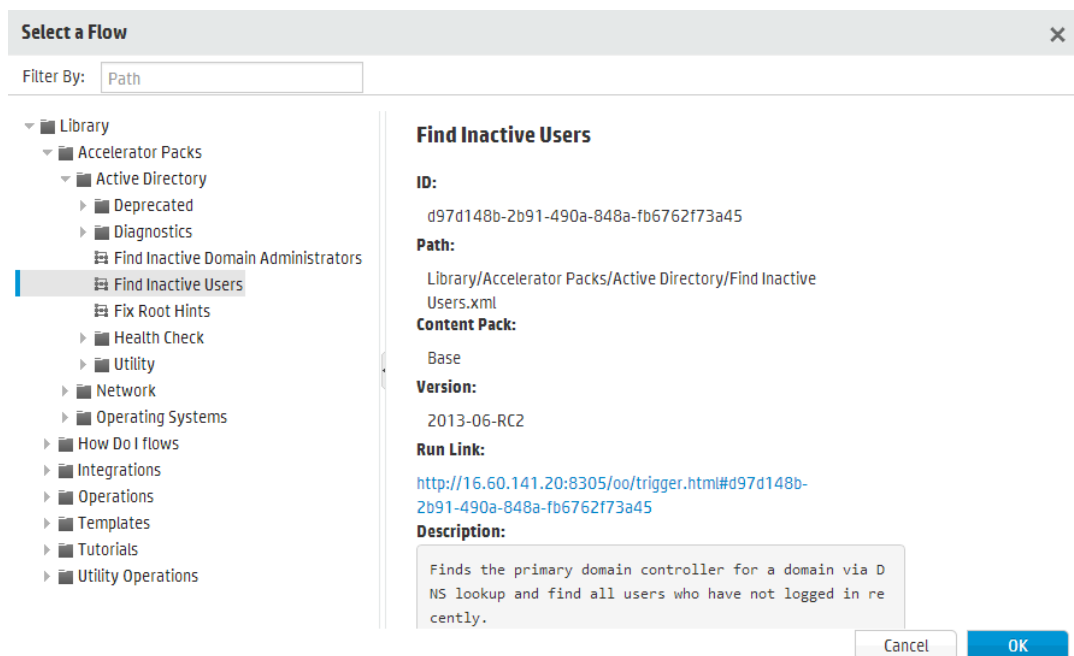 Select a Flow
Filter By: Path
Library
Accelerator Packs
Active Directory
Deprecated
Diagnostics
Find Inactive Domain Administrators
Find Inactive Users
Fix Root Hints
Health Check
Utility
Network
Operating Systems
How Do I flows
Integrations
Operations
Templates
Tutorials
Utility Operations
Find Inactive Users
ID:
d97d148b-2b91-490a-848a-fb6762f73a45
Path:
Library/Accelerator Packs/Active Directory/Find Inactive
Users.xml
Content Pack:
Base
Version:
2013-06-RC2
Run Link:
http://16.60.141.20:8305/oo/trigger.html#d97d148b-
2b91-490a-848a-fb6762f73a45
Description:
Finds the primary domain controller for a domain via D
NS lookup and find all users who have not logged in re
cently.
Cancel OK